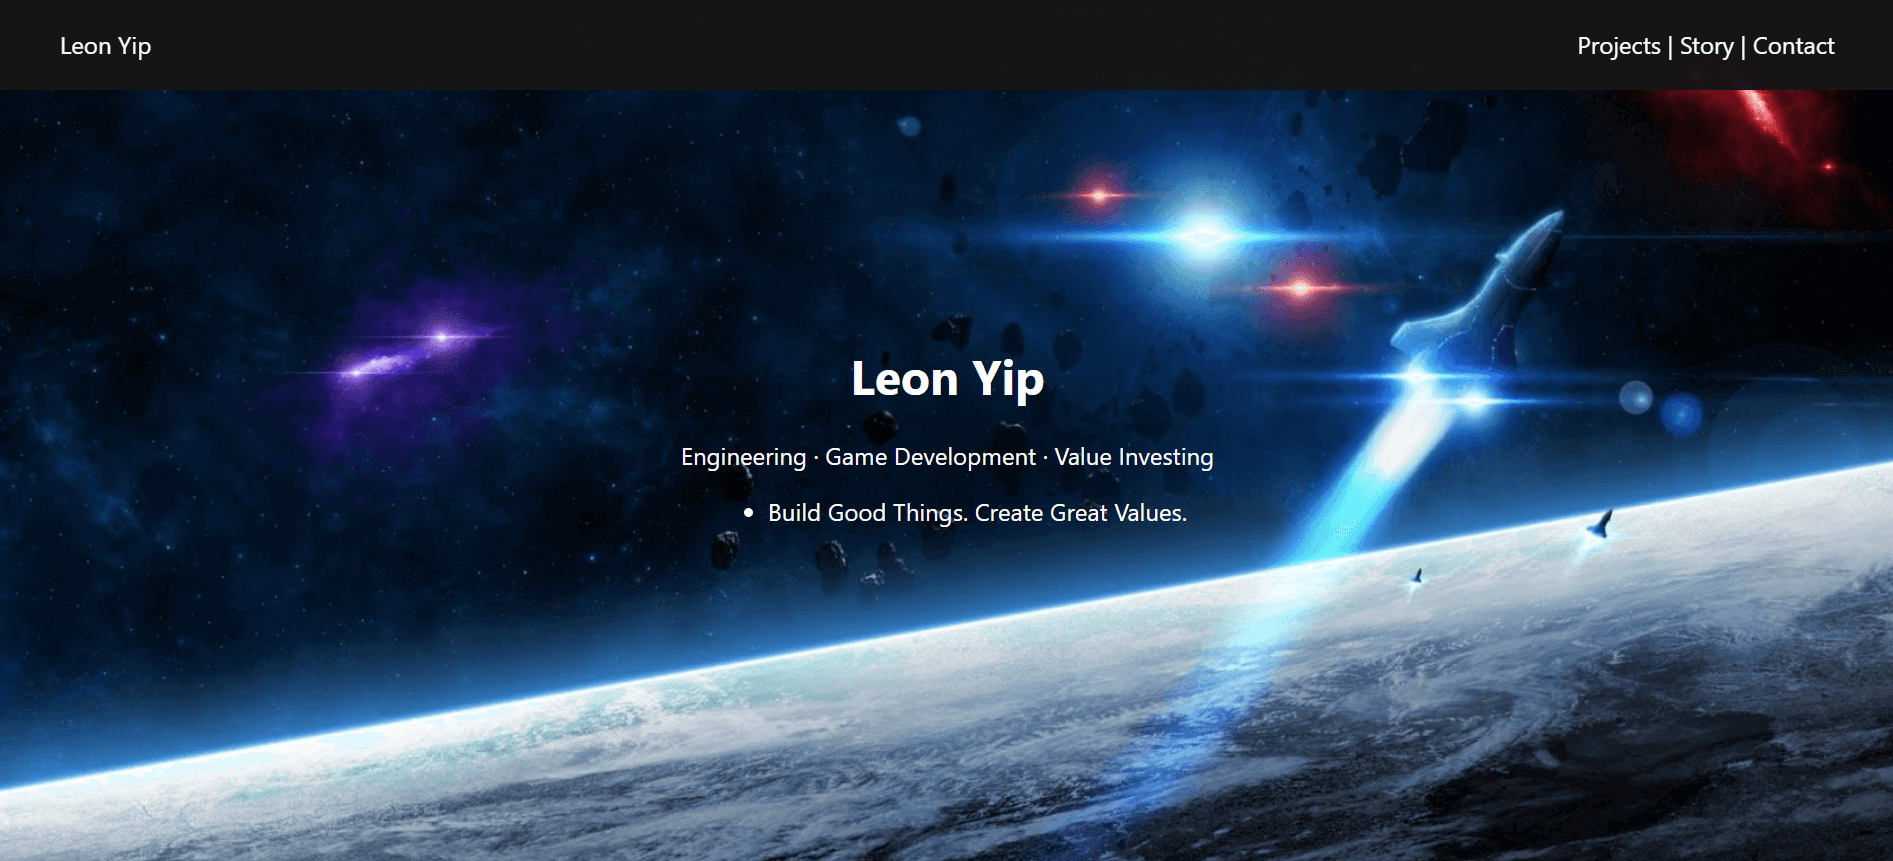 Leon Yip
Projects | Story | Contact
Leon Yip
Engineering · Game Development · Value Investing
• Build Good Things. Create Great Values.